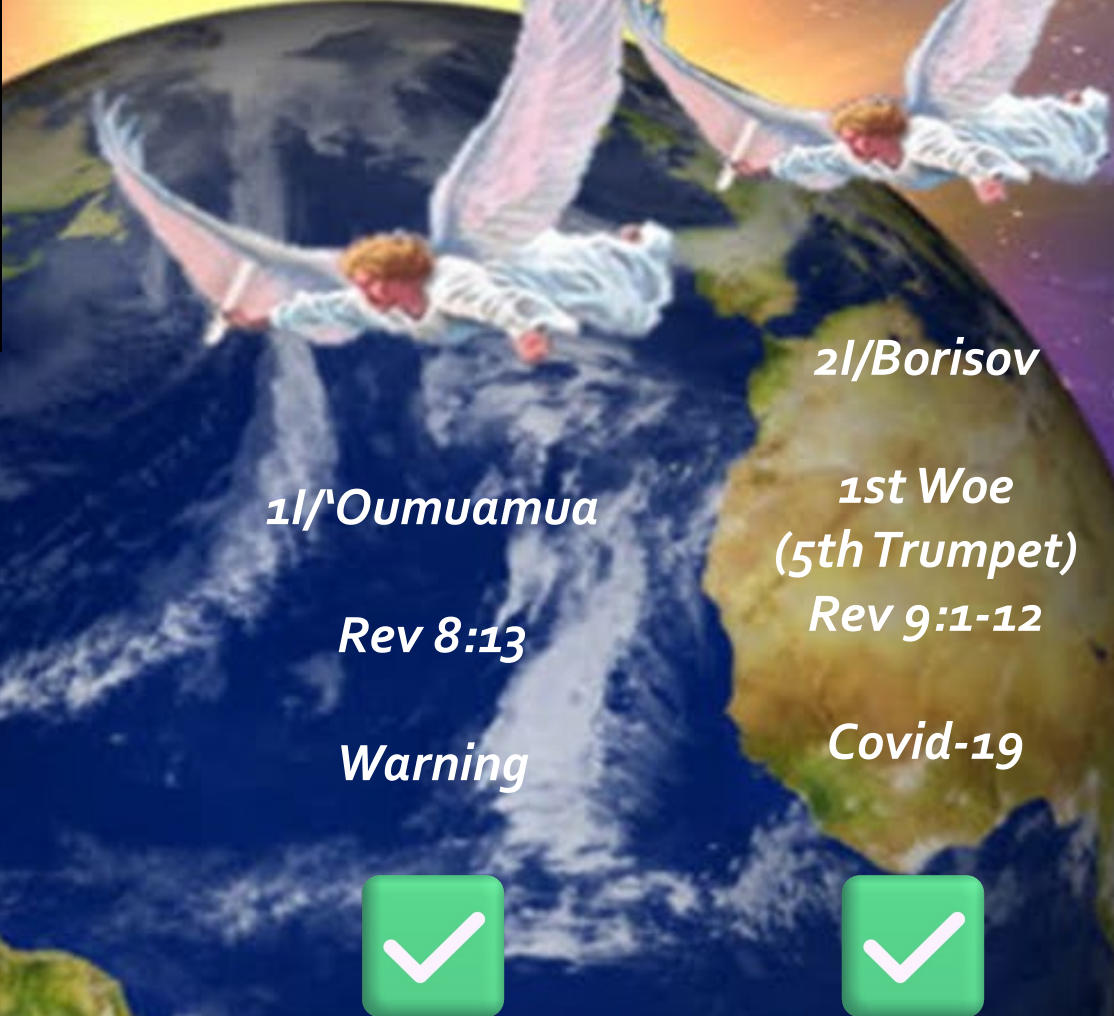 1I/‘Oumuamua
Rev 8:13
Warning
2I/Borisov
1st Woe
(5th Trumpet)
Rev 9:1-12
Covid-19